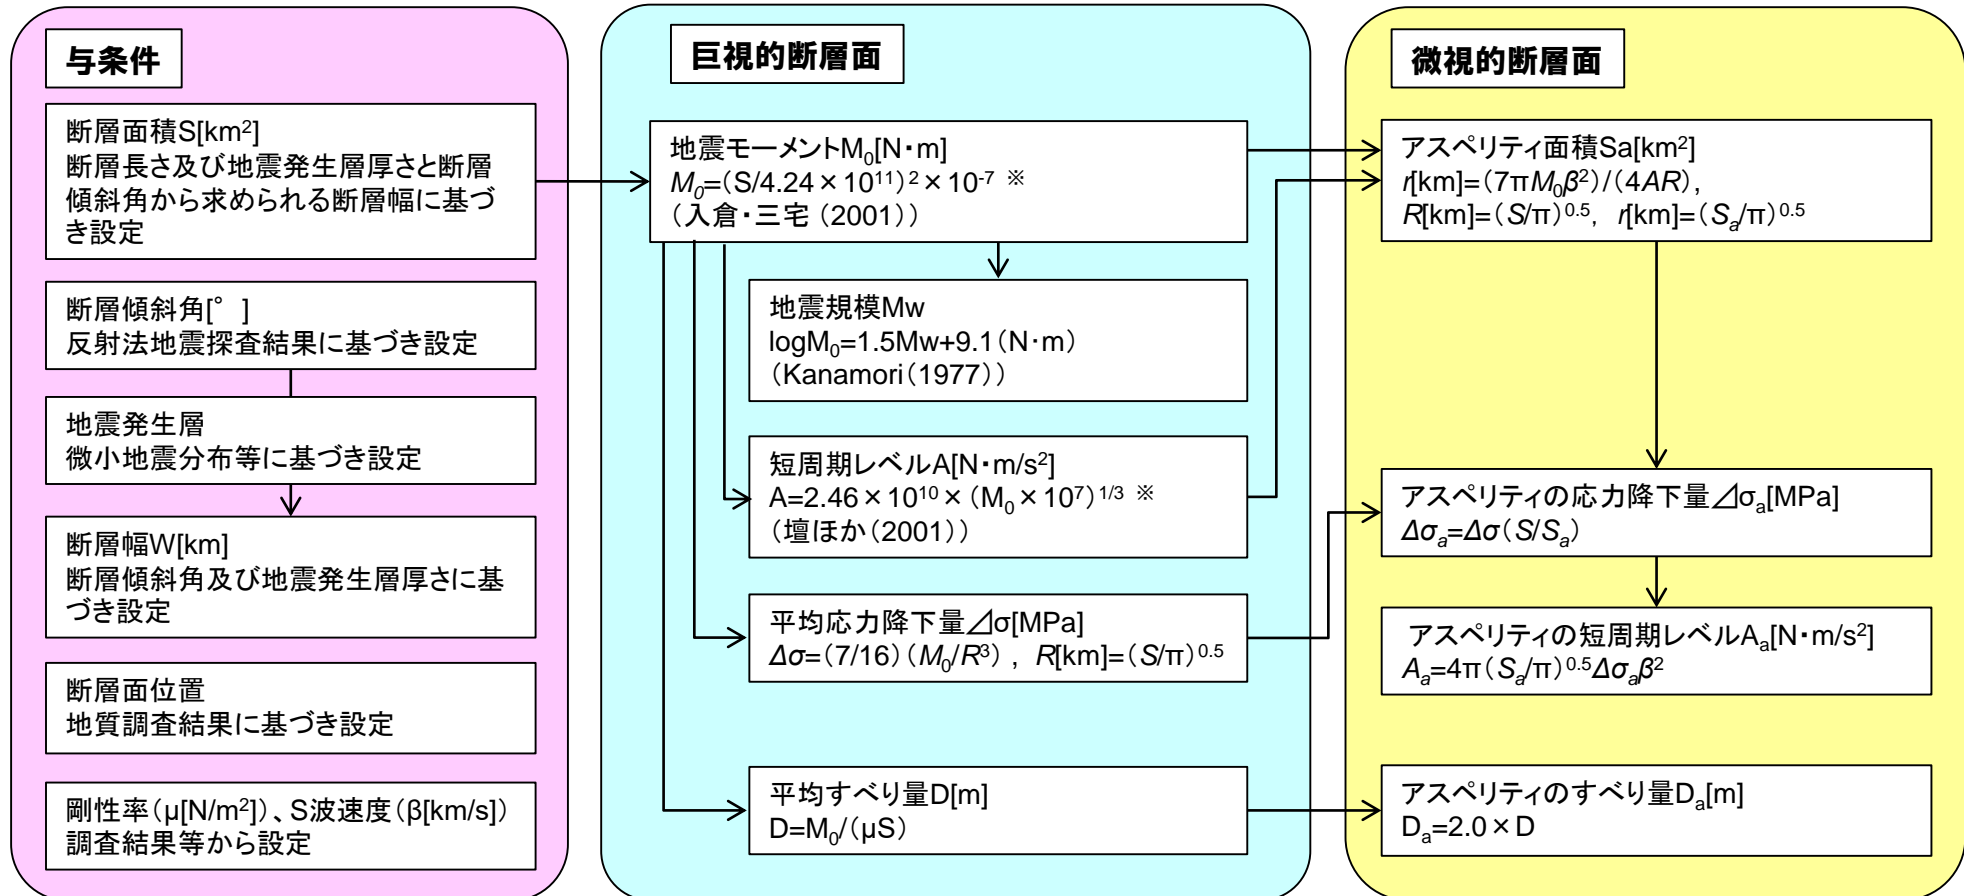 与条件
断層面積S[km²]
断層長さ及び地震発生層厚さと断層
傾斜角から求められる断層幅に基づ
き設定
断層傾斜角[°]
反射法地震探査結果に基づき設定
地震発生層
微小地震分布等に基づき設定
断層幅W[km]
断層傾斜角及び地震発生層厚さに基
づき設定
断層面位置
地質調査結果に基づき設定
剛性率(μ[N/m²])、S波速度(β[km/s])
調査結果等から設定
巨視的断層面
地震モーメントM₀[N・m]
M₀=(S/4.24×10¹¹)²×10⁻⁷ ※
(入倉・三宅(2001))
地震規模Mw
logM₀=1.5Mw+9.1(N・m)
(Kanamori(1977))
短周期レベルA[N・m/s²]
A=2.46×10¹⁰×(M₀×10⁷)¹/³ ※
(壇ほか(2001))
平均応力降下量⊿σ[MPa]
Δσ=(7/16)(M₀/R³), R[km]=(S/π)⁰·⁵
平均すべり量D[m]
D=M₀/(μS)
微視的断層面
アスペリティ面積Sa[km²]
r[km]=(7πM₀β²)/(4AR),
R[km]=(S/π)⁰·⁵, r[km]=(Sₐ/π)⁰·⁵
アスペリティの応力降下量⊿σₐ[MPa]
Δσₐ=Δσ(S/Sₐ)
アスペリティの短周期レベルAₐ[N・m/s²]
Aₐ=4π(Sₐ/π)⁰·⁵Δσₐβ²
アスペリティのすべり量Dₐ[m]
Dₐ=2.0×D